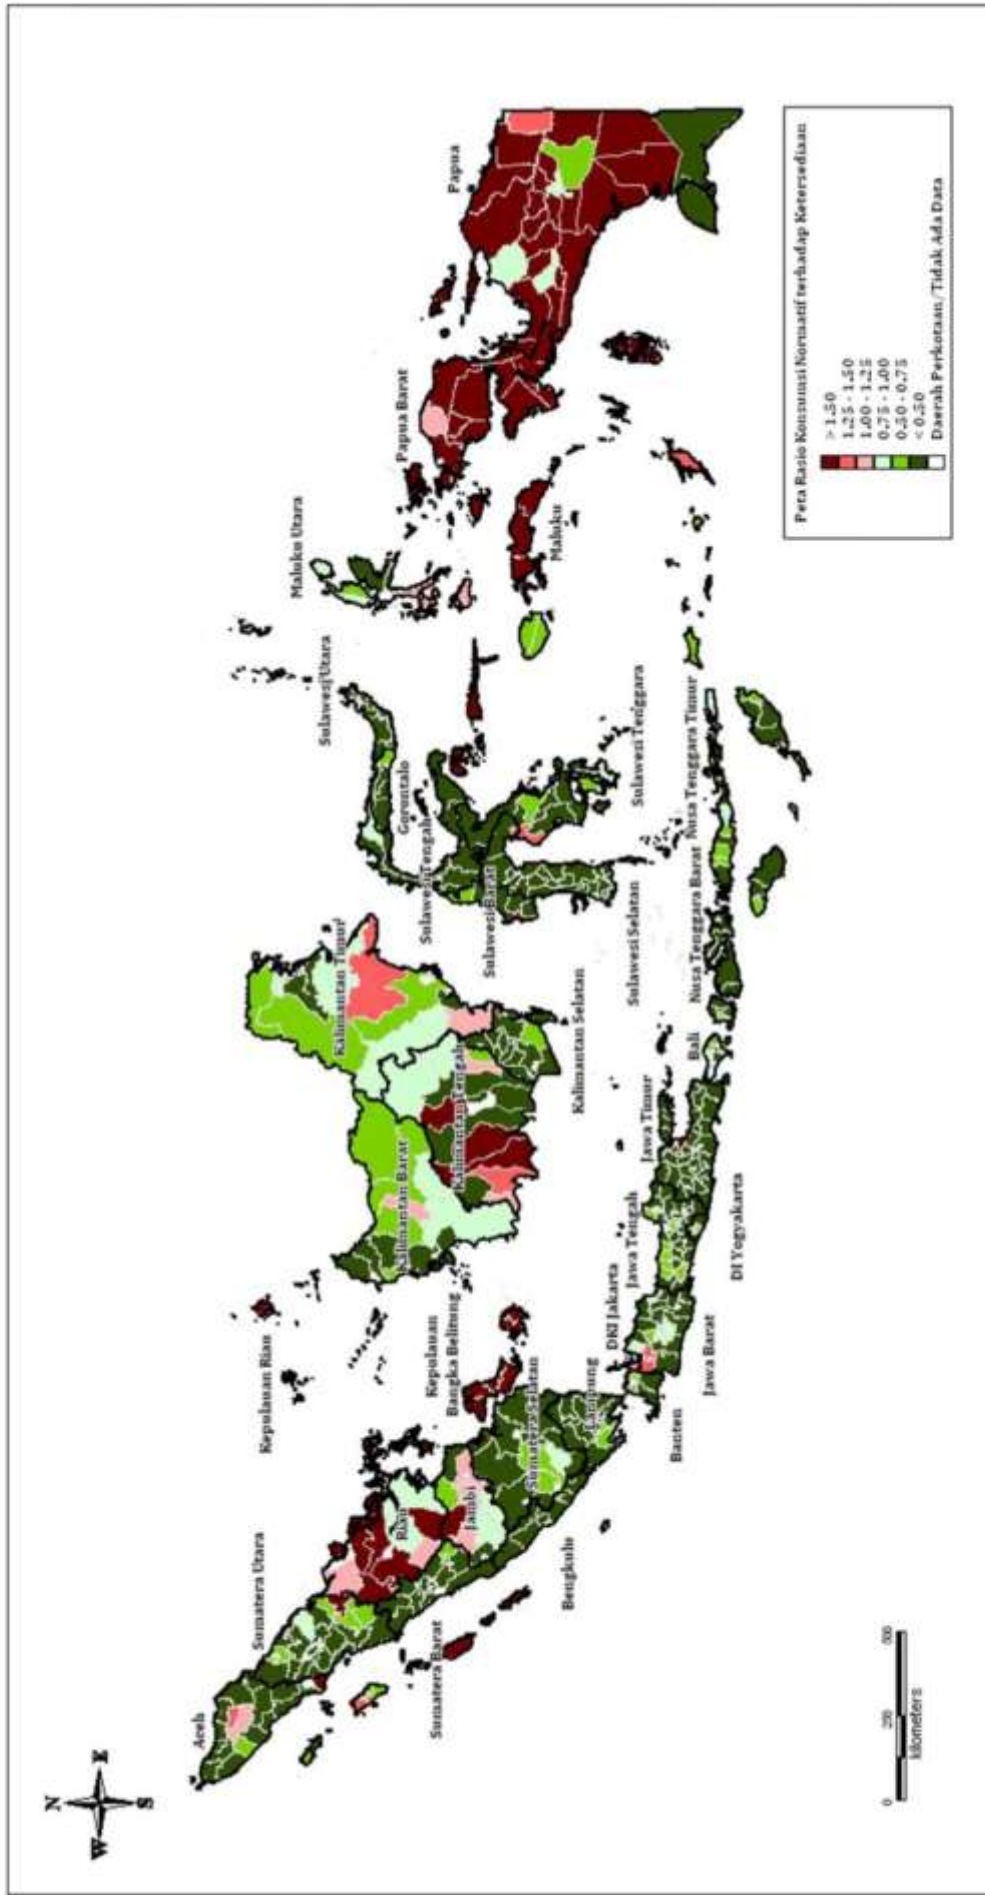 N
W
E
S
Aceh
Sumatera Utara
Sumatera Barat
Riau
Jambi
Bengkulu
Kepulauan Riau
Kepulauan
Bangka Belitung
Sumatera Selatan
Lampung
Banten
DKI Jakarta
Jawa Barat
Jawa Tengah
DI Yogyakarta
Jawa Timur
Bali
Kalimantan Barat
Kalimantan Tengah
Kalimantan Selatan
Kalimantan Timur
Nusa Tenggara Barat
Nusa Tenggara Timur
Sulawesi Selatan
Sulawesi Barat
Sulawesi Tengah
Gorontalo
Sulawesi Utara
Sulawesi Tenggara
Maluku Utara
Maluku
Papua Barat
Papua
Peta Rasio Konsumsi Normatif terhadap Ketersediaan
> 1.50
1.25 - 1.50
1.00 - 1.25
0.75 - 1.00
0.50 - 0.75
< 0.50
Daerah Perkotaan/Tidak Ada Data
0
kilometers